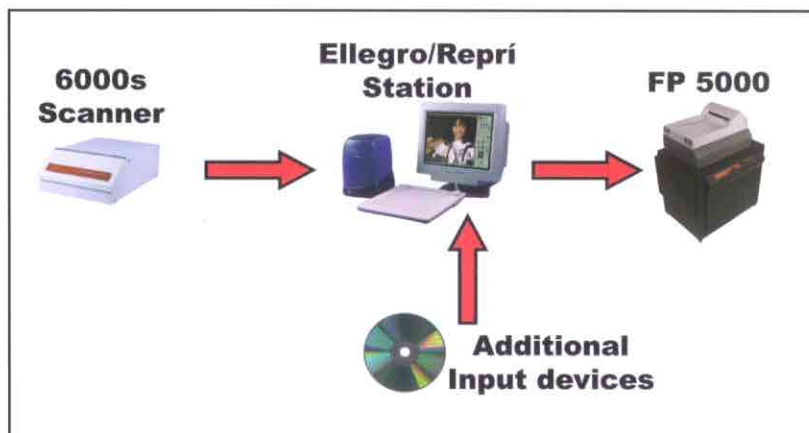 6000s
Scanner
Ellegro/Reprí
Station
FP 5000
Additional
Input devices